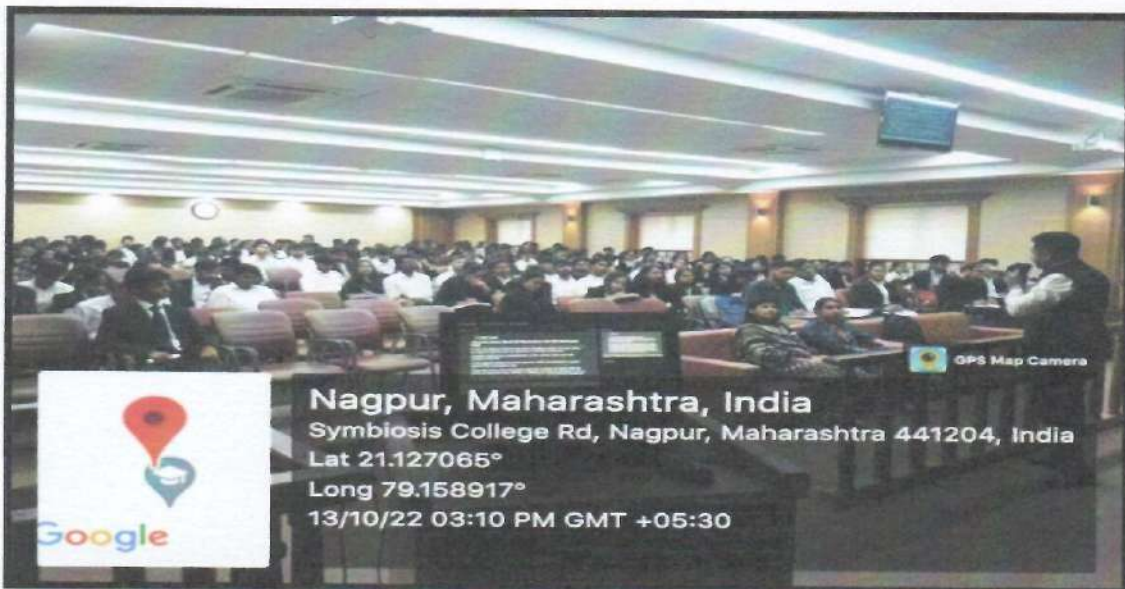 GPS Map Camera
Nagpur, Maharashtra, India
Symbiosis College Rd, Nagpur, Maharashtra 441204, India
Lat 21.127065°
Long 79.158917°
13/10/22 03:10 PM GMT +05:30
Google